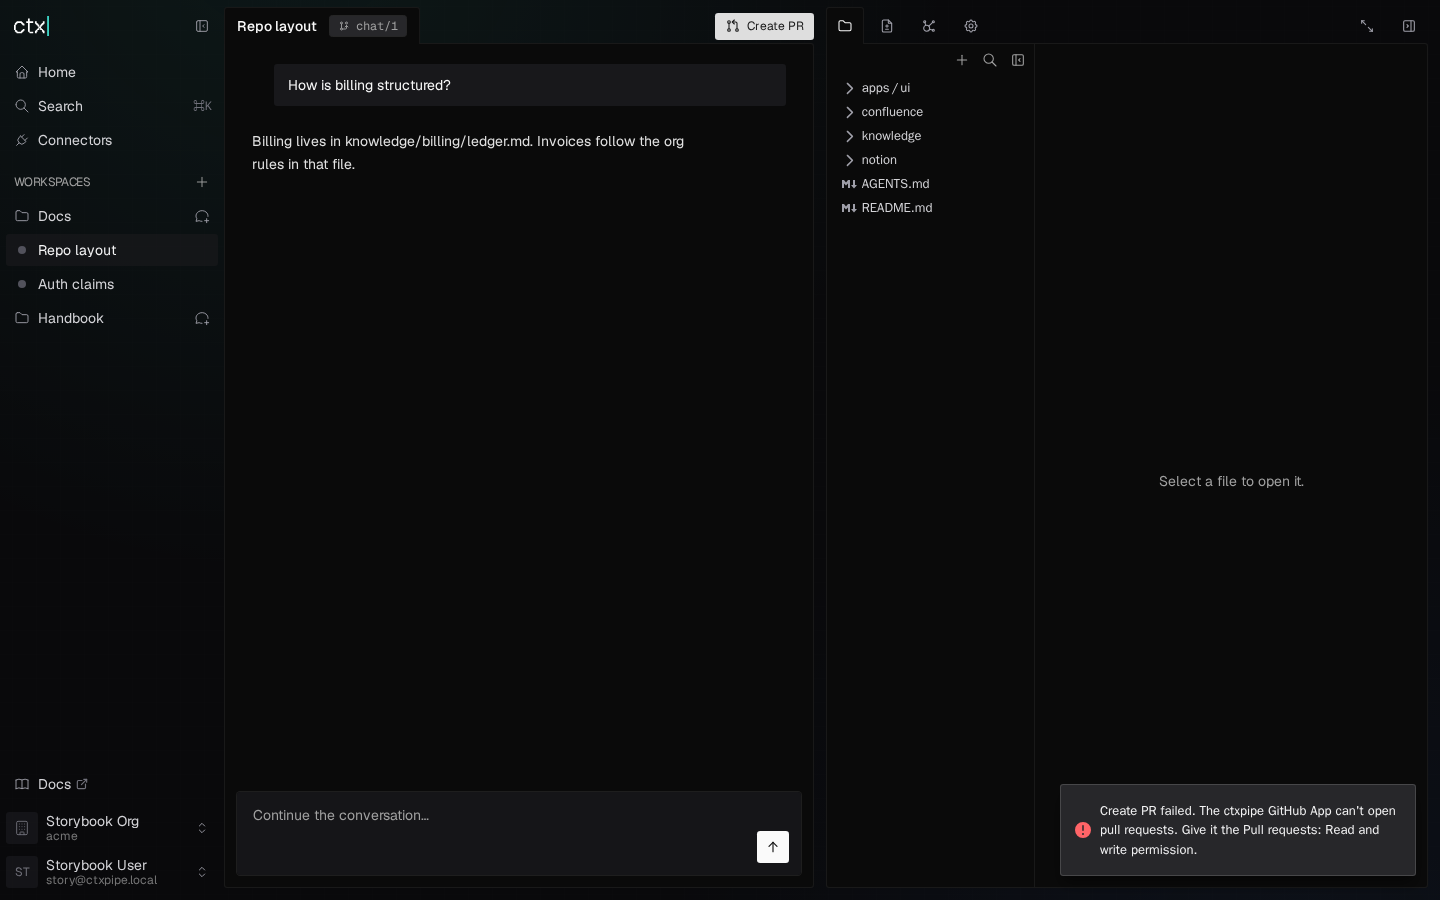 ctx
Home
Search ⌘K
Connectors
WORKSPACES
Docs
Repo layout
Auth claims
Handbook
Docs
Storybook Org
acme
ST
Storybook User
story@ctxpipe.local
Repo layout chat/1
Create PR
How is billing structured?
Billing lives in knowledge/billing/ledger.md. Invoices follow the org
rules in that file.
Continue the conversation…
apps / ui
confluence
knowledge
notion
AGENTS.md
README.md
Select a file to open it.
Create PR failed. The ctxpipe GitHub App can't open
pull requests. Give it the Pull requests: Read and
write permission.